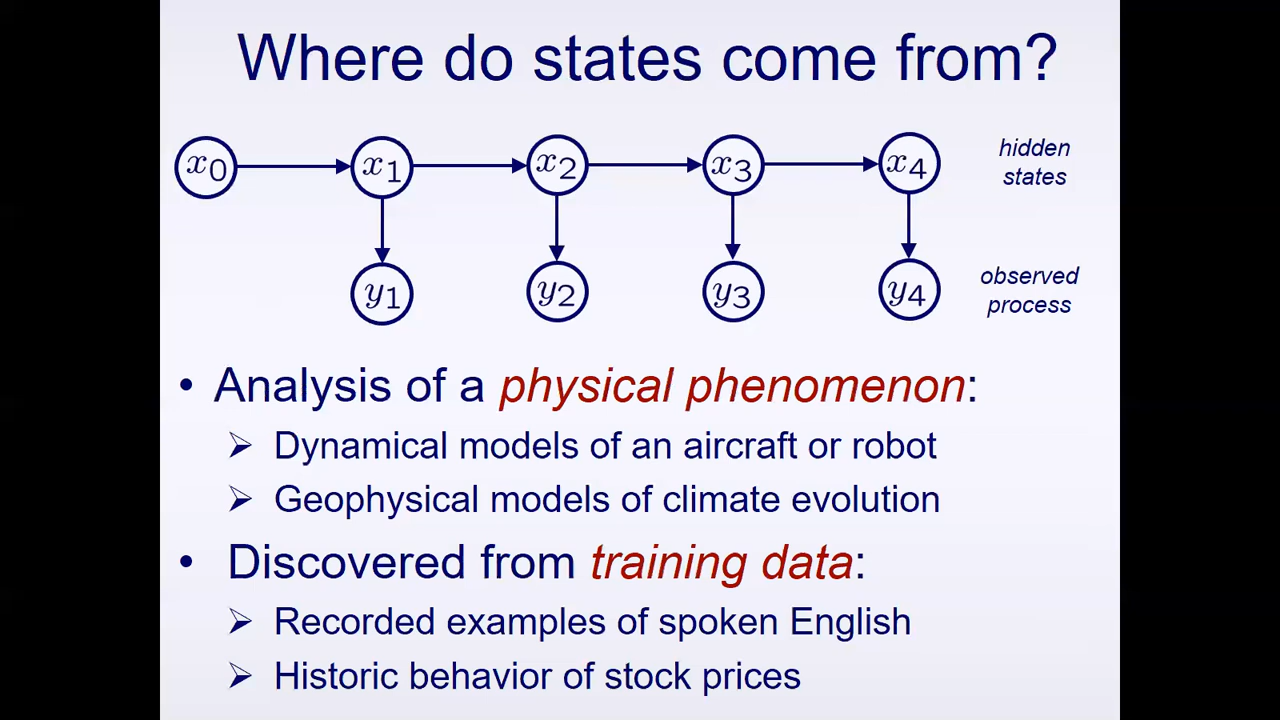 Where do states come from?
x0 x1 x2 x3 x4 hidden
states
y1 y2 y3 y4 observed
process
• Analysis of a physical phenomenon:
➢ Dynamical models of an aircraft or robot
➢ Geophysical models of climate evolution
• Discovered from training data:
➢ Recorded examples of spoken English
➢ Historic behavior of stock prices